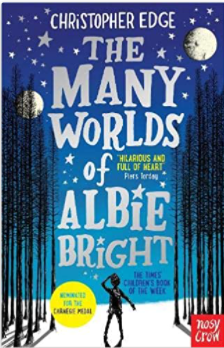 CHRISTOPHER EDGE
THE
MANY
WORLDS
of
ALBIE
BRIGHT
'HILARIOUS AND
FULL OF HEART'
Piers Torday
THE TIMES
CHILDREN'S BOOK
OF THE WEEK
NOMINATED
FOR THE
CARNEGIE MEDAL
nosy
crow